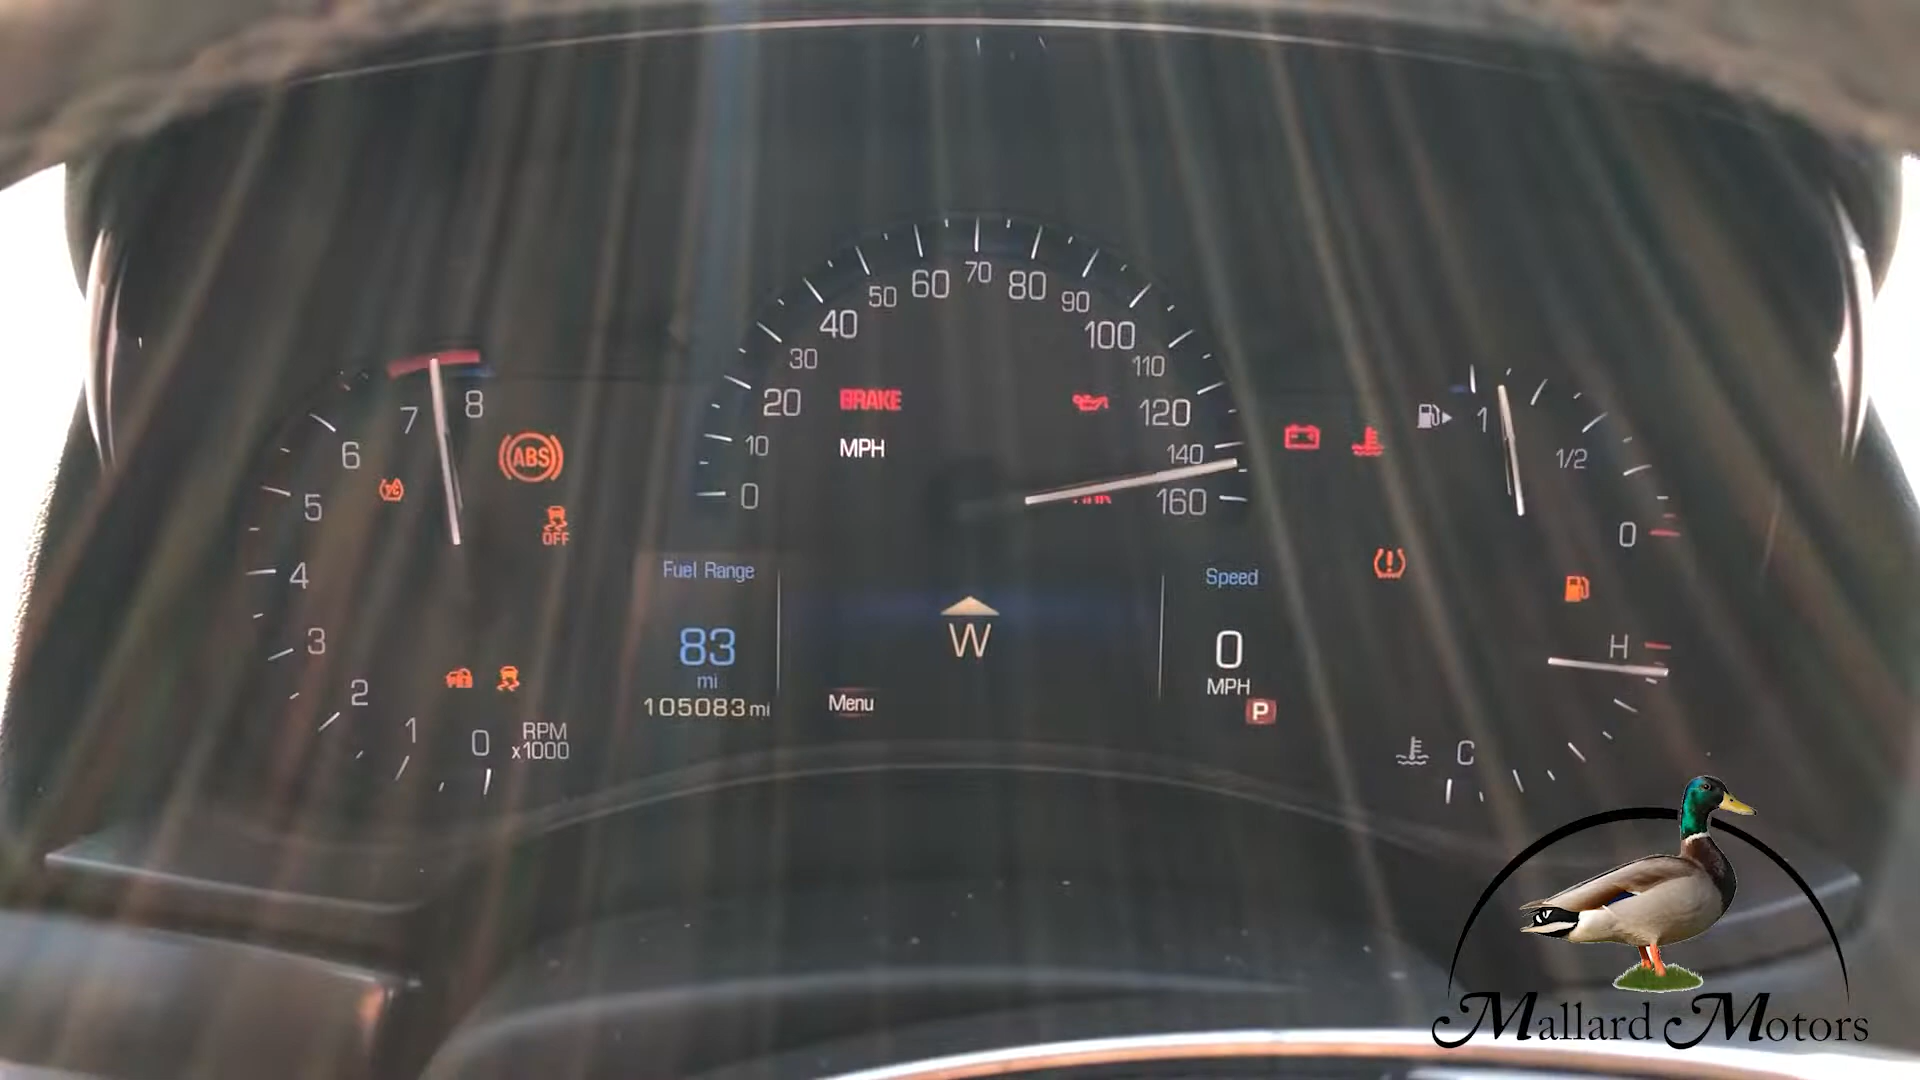 60 70 80
50 90
40 100
30 110
20 BRAKE 120
7 8
MPH
10 140
6 ABS
5 0 160
4 3 2 1 0
OFF
RPM
x1000
Fuel Range
83
mi
105083 mi
W
Menu
Speed
0
MPH
P
1
1/2
0
H
C
Mallard Motors